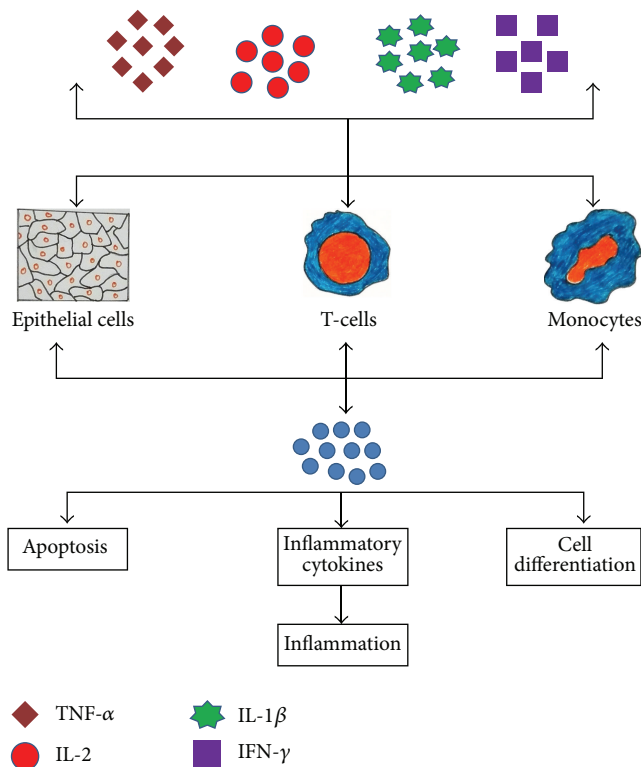 Epithelial cells
T-cells
Monocytes
Apoptosis
Inflammatory
cytokines
Cell
differentiation
Inflammation
TNF-α
IL-1β
IL-2
IFN-γ